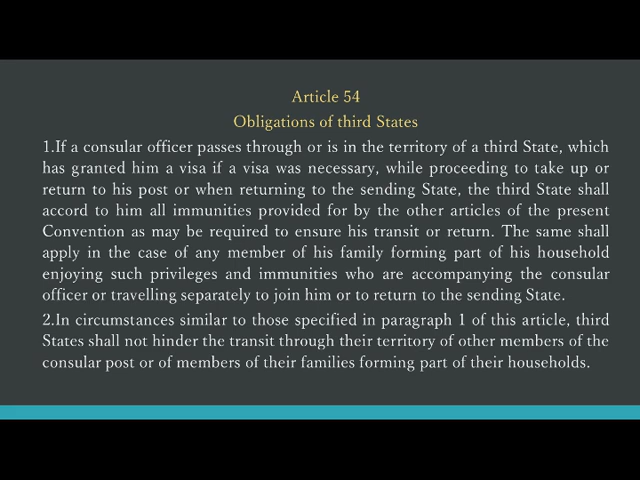 Article 54
Obligations of third States
1.If a consular officer passes through or is in the territory of a third State, which
has granted him a visa if a visa was necessary, while proceeding to take up or
return to his post or when returning to the sending State, the third State shall
accord to him all immunities provided for by the other articles of the present
Convention as may be required to ensure his transit or return. The same shall
apply in the case of any member of his family forming part of his household
enjoying such privileges and immunities who are accompanying the consular
officer or travelling separately to join him or to return to the sending State.
2.In circumstances similar to those specified in paragraph 1 of this article, third
States shall not hinder the transit through their territory of other members of the
consular post or of members of their families forming part of their households.